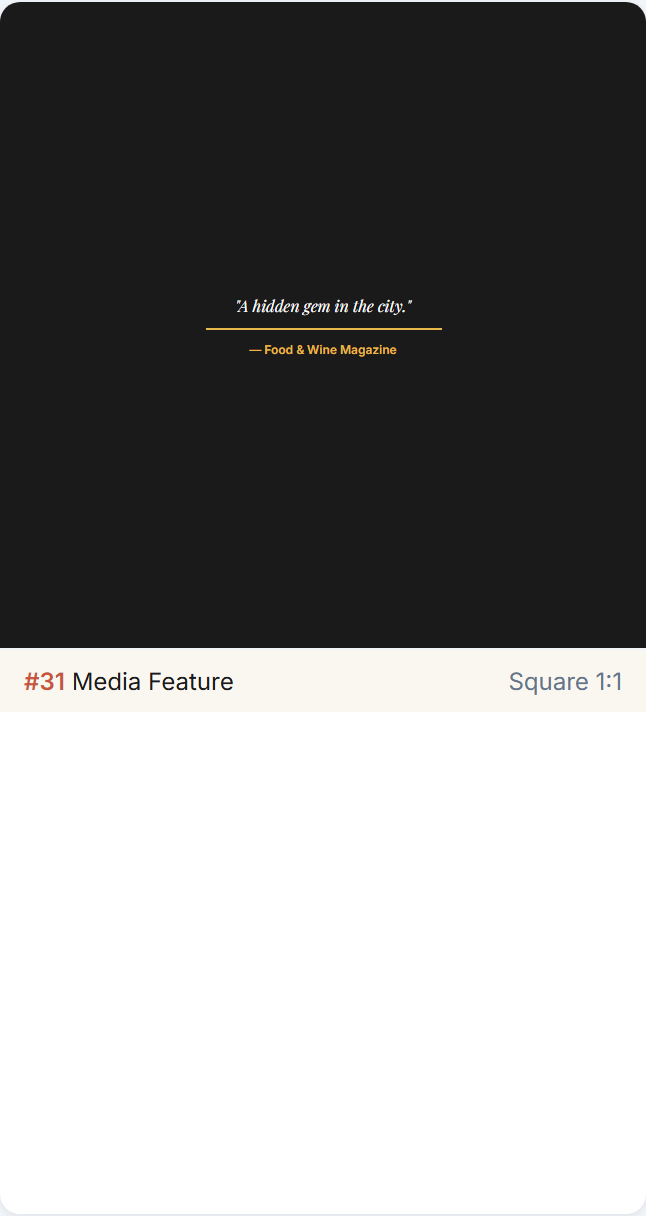 "A hidden gem in the city."
— Food & Wine Magazine
#31 Media Feature
Square 1:1